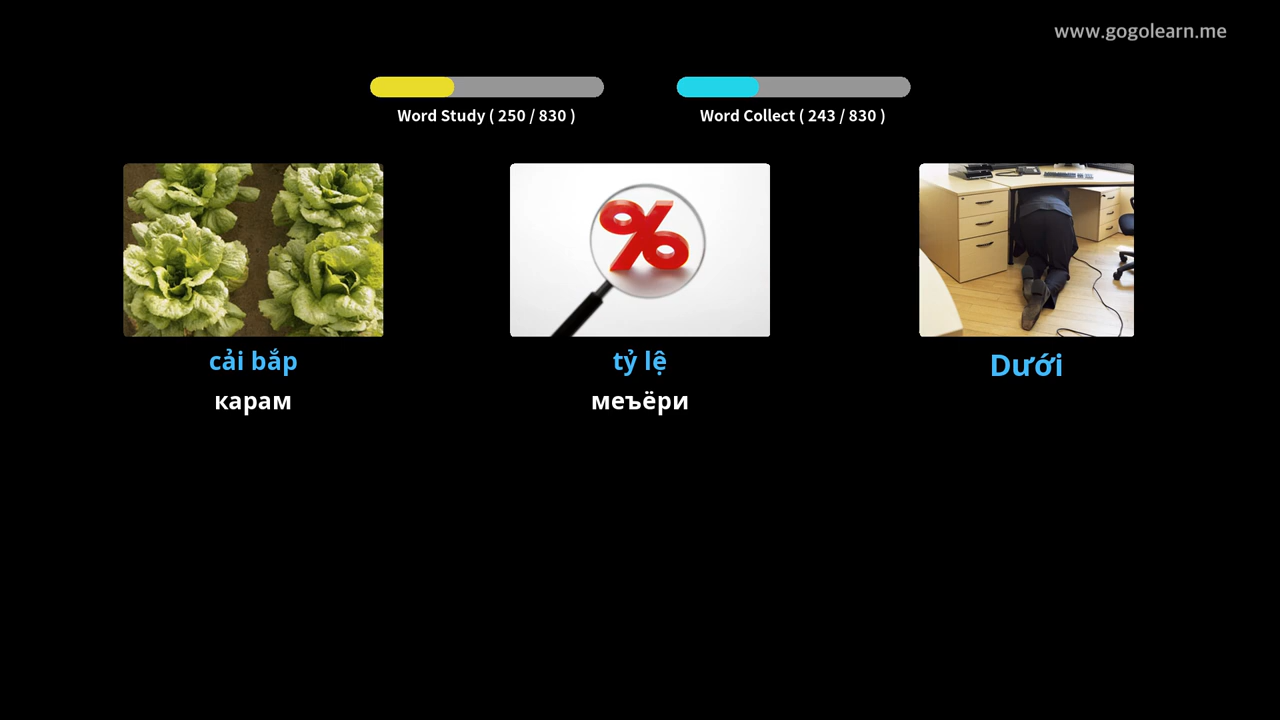 www.gogolearn.me
Word Study ( 250 / 830 )
Word Collect ( 243 / 830 )
cải bắp
карам
tỷ lệ
меъёри
Dưới